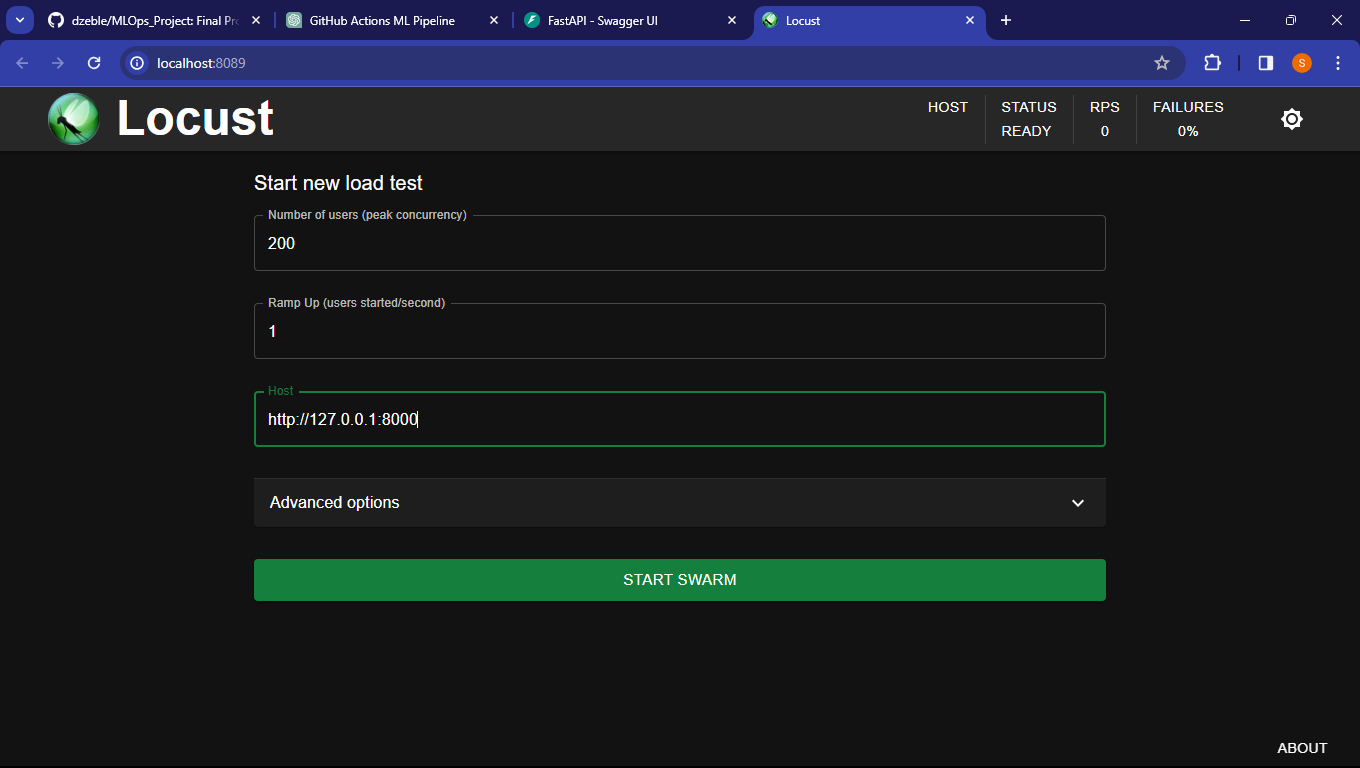 dzeble/MLOps_Project: Final Pro
GitHub Actions ML Pipeline
FastAPI - Swagger UI
Locust
localhost:8089
S
Locust
HOST
STATUS
READY
RPS
0
FAILURES
0%
Start new load test
Number of users (peak concurrency)
200
Ramp Up (users started/second)
1
Host
http://127.0.0.1:8000
Advanced options
START SWARM
ABOUT